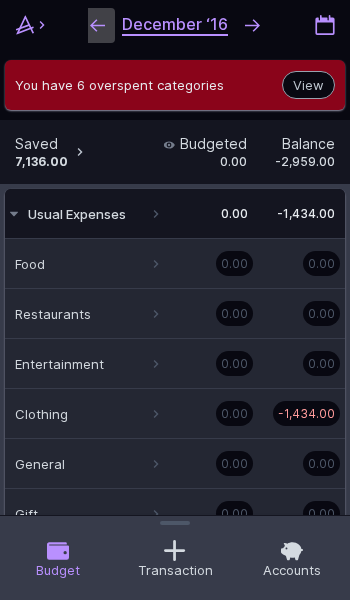 December ‘16
You have 6 overspent categories
View
Saved
7,136.00
Budgeted
0.00
Balance
-2,959.00
Usual Expenses 0.00 -1,434.00
Food 0.00 0.00
Restaurants 0.00 0.00
Entertainment 0.00 0.00
Clothing 0.00 -1,434.00
General 0.00 0.00
Gift 0.00 0.00
Budget
Transaction
Accounts